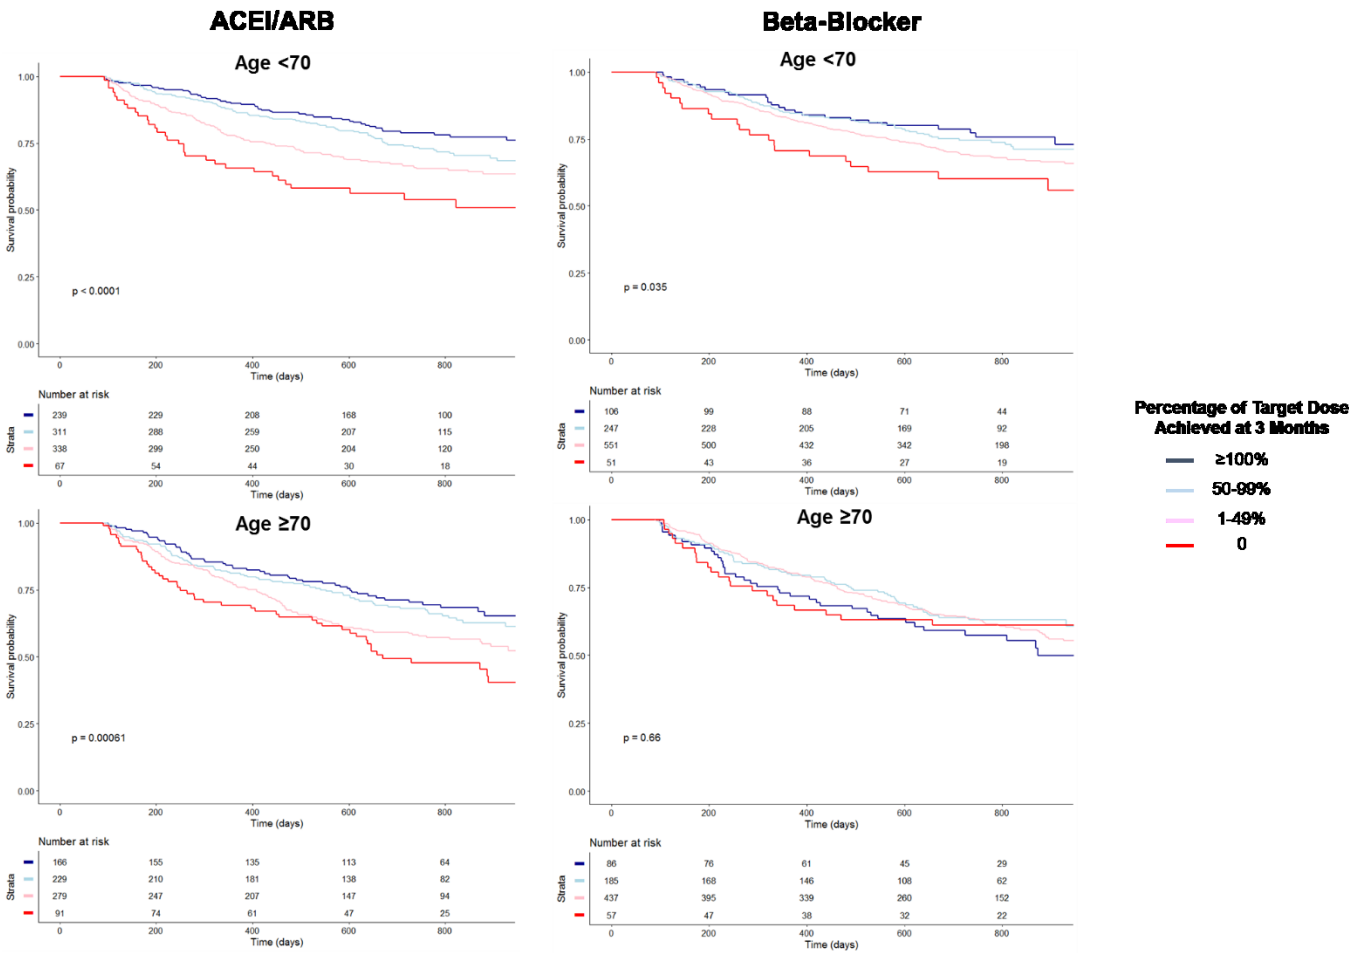 ACEI/ARB
Beta-Blocker
Age <70
1.00
0.75
0.50
0.25
0.00
Survival probability
p < 0.0001
0 200 400 600 800
Time (days)
Number at risk
Strata
239 229 208 168 100
311 288 259 207 115
338 299 250 204 120
67 54 44 30 18
0 200 400 600 800
Time (days)
Age <70
1.00
0.75
0.50
0.25
0.00
Survival probability
p = 0.035
0 200 400 600 800
Time (days)
Number at risk
Strata
106 99 88 71 44
247 228 205 169 92
551 500 432 342 198
51 43 36 27 19
0 200 400 600 800
Time (days)
Percentage of Target Dose
Achieved at 3 Months
≥100%
50-99%
1-49%
0
Age ≥70
1.00
0.75
0.50
0.25
0.00
Survival probability
p = 0.00061
0 200 400 600 800
Time (days)
Number at risk
Strata
166 155 135 113 64
229 210 181 138 82
279 247 207 147 94
91 74 61 47 25
0 200 400 600 800
Time (days)
Age ≥70
1.00
0.75
0.50
0.25
0.00
Survival probability
p = 0.66
0 200 400 600 800
Time (days)
Number at risk
Strata
86 76 61 45 29
185 168 146 108 62
437 395 339 260 152
57 47 38 32 22
0 200 400 600 800
Time (days)